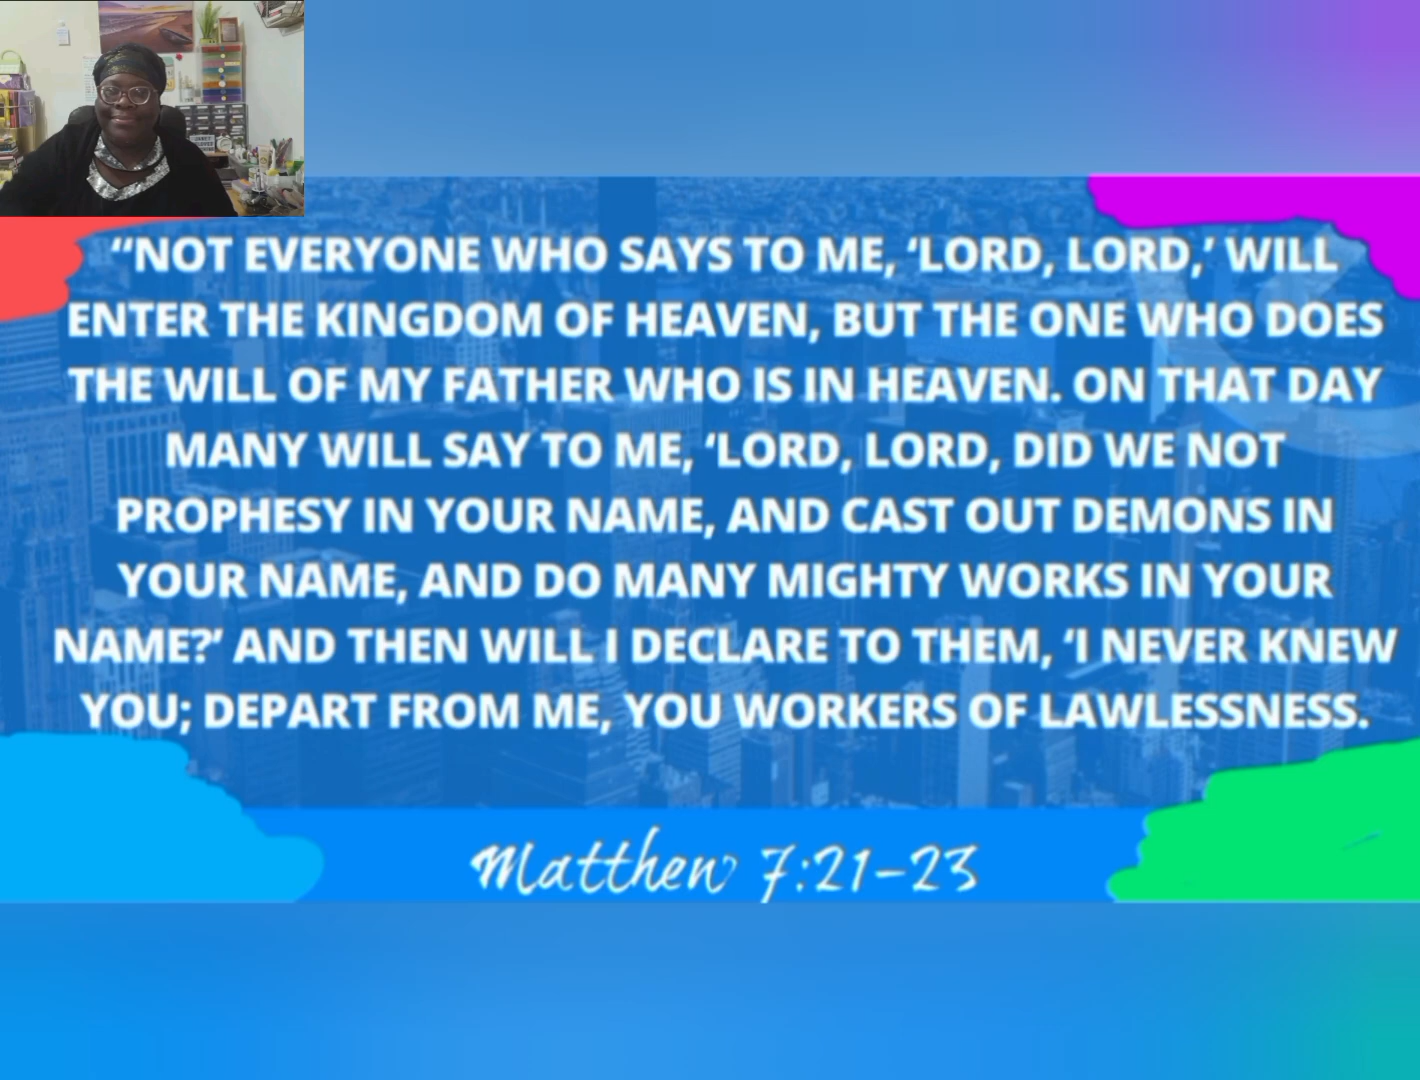 “NOT EVERYONE WHO SAYS TO ME, ‘LORD, LORD,’ WILL
ENTER THE KINGDOM OF HEAVEN, BUT THE ONE WHO DOES
THE WILL OF MY FATHER WHO IS IN HEAVEN. ON THAT DAY
MANY WILL SAY TO ME, ‘LORD, LORD, DID WE NOT
PROPHESY IN YOUR NAME, AND CAST OUT DEMONS IN
YOUR NAME, AND DO MANY MIGHTY WORKS IN YOUR
NAME?’ AND THEN WILL I DECLARE TO THEM, ‘I NEVER KNEW
YOU; DEPART FROM ME, YOU WORKERS OF LAWLESSNESS.
Matthew 7:21-23